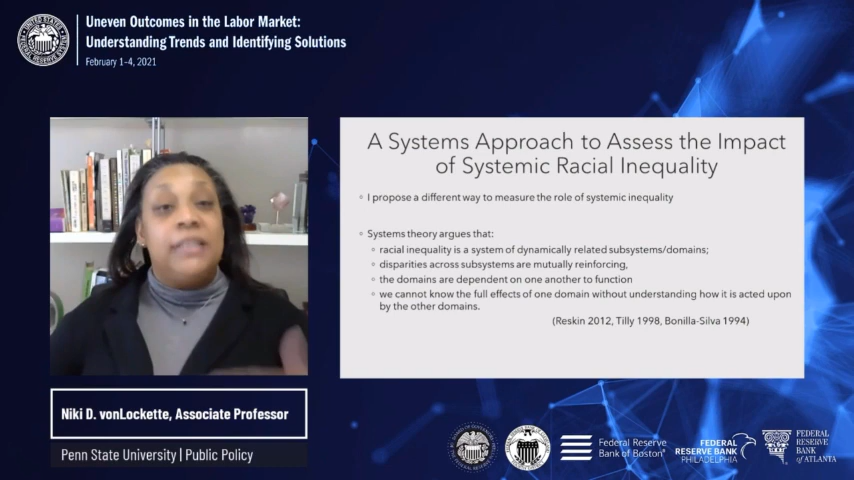 Uneven Outcomes in the Labor Market:
Understanding Trends and Identifying Solutions
February 1-4, 2021
A Systems Approach to Assess the Impact
of Systemic Racial Inequality
I propose a different way to measure the role of systemic inequality
Systems theory argues that:
racial inequality is a system of dynamically related subsystems/domains;
disparities across subsystems are mutually reinforcing,
the domains are dependent on one another to function
we cannot know the full effects of one domain without understanding how it is acted upon
by the other domains.
(Reskin 2012, Tilly 1998, Bonilla-Silva 1994)
Niki D. vonLockette, Associate Professor
Penn State University | Public Policy
Federal Reserve
Bank of Boston®
FEDERAL
RESERVE BANK
PHILADELPHIA
FEDERAL
RESERVE
BANK
of ATLANTA